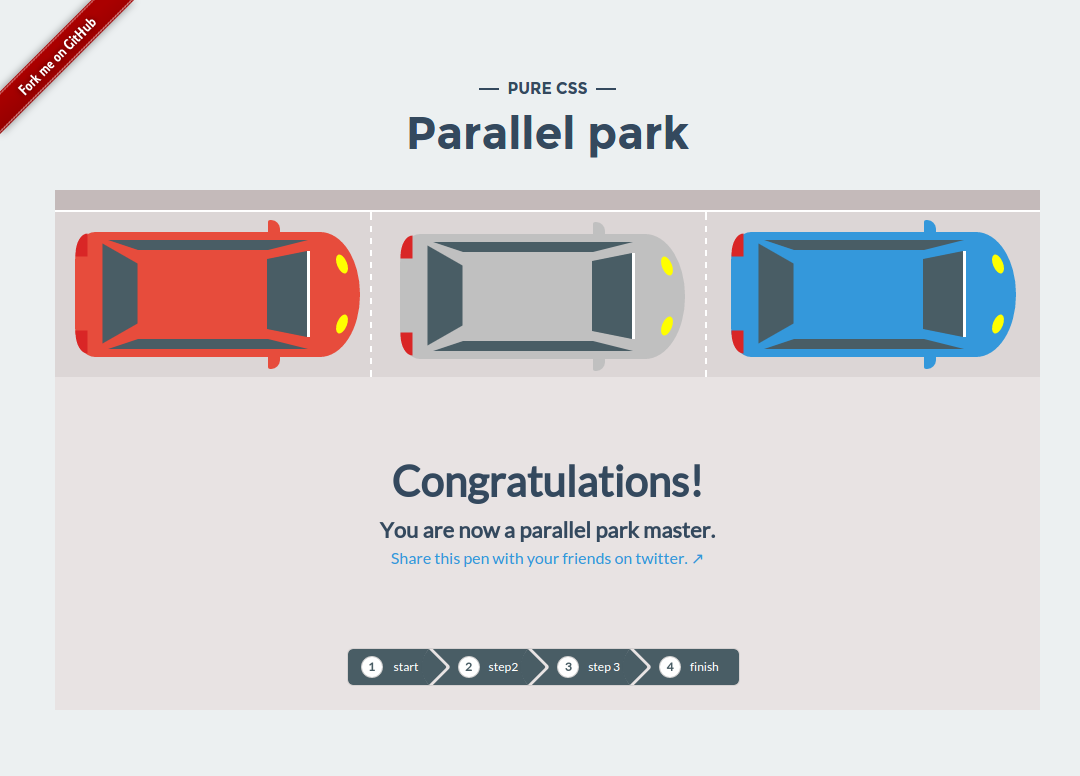 Fork me on GitHub
PURE CSS
Parallel park
Congratulations!
You are now a parallel park master.
Share this pen with your friends on twitter. ↗
1 start 2 step2 3 step 3 4 finish